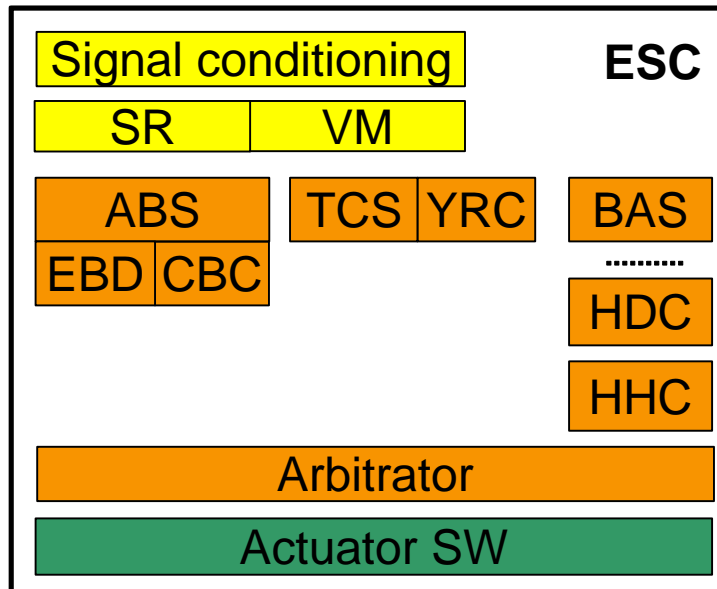 Signal conditioning ESC
SR VM
ABS TCS YRC BAS
EBD CBC
HDC
HHC
Arbitrator
Actuator SW